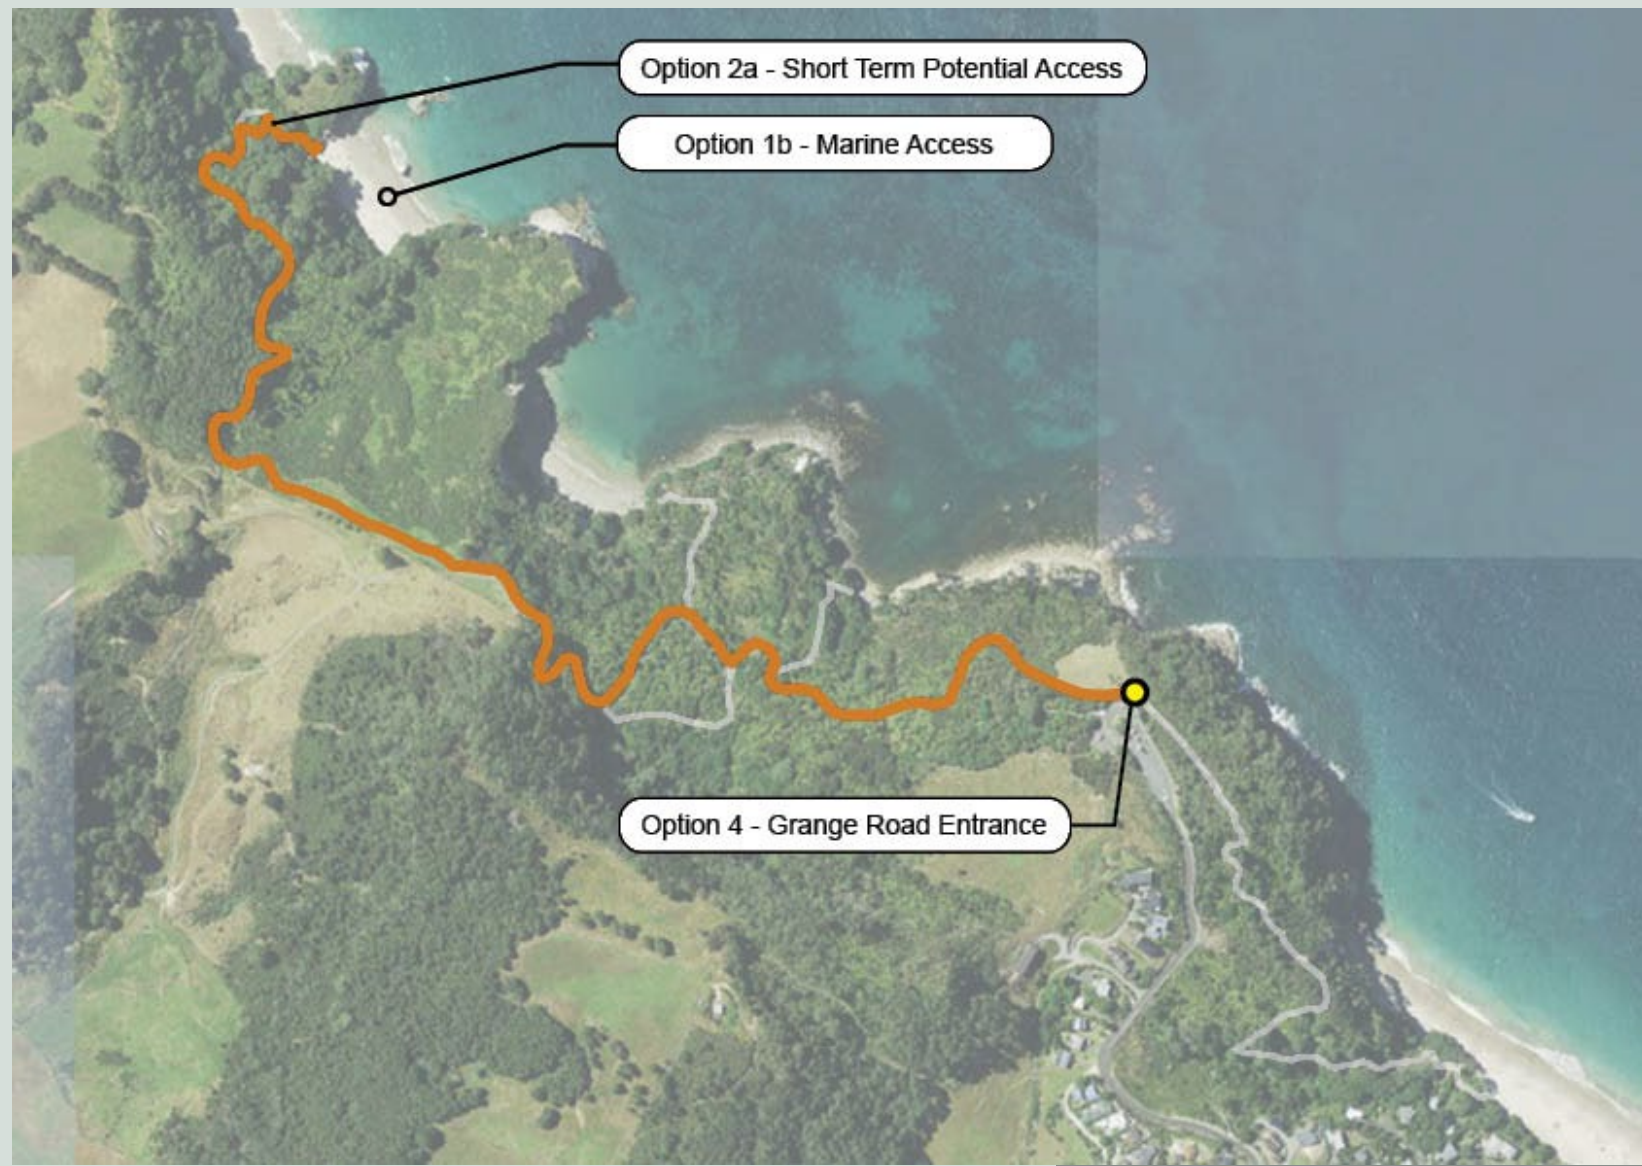 Option 2a - Short Term Potential Access
Option 1b - Marine Access
Option 4 - Grange Road Entrance